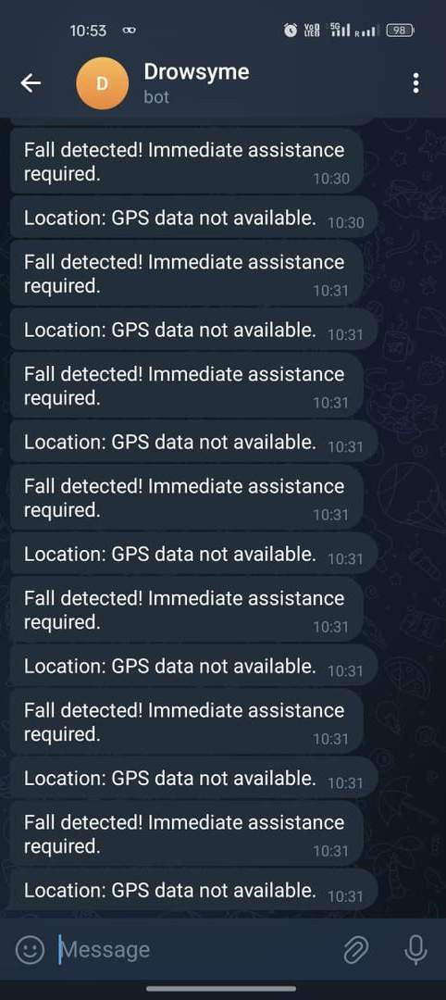 10:53
VoD
LTE2
5G
R
98
D
Drowsyme
bot
Fall detected! Immediate assistance
required.
10:30
Location: GPS data not available. 10:30
Fall detected! Immediate assistance
required.
10:31
Location: GPS data not available. 10:31
Fall detected! Immediate assistance
required.
10:31
Location: GPS data not available. 10:31
Fall detected! Immediate assistance
required.
10:31
Location: GPS data not available. 10:31
Fall detected! Immediate assistance
required.
10:31
Location: GPS data not available. 10:31
Fall detected! Immediate assistance
required.
10:31
Location: GPS data not available. 10:31
Fall detected! Immediate assistance
required.
10:31
Location: GPS data not available. 10:31
Message